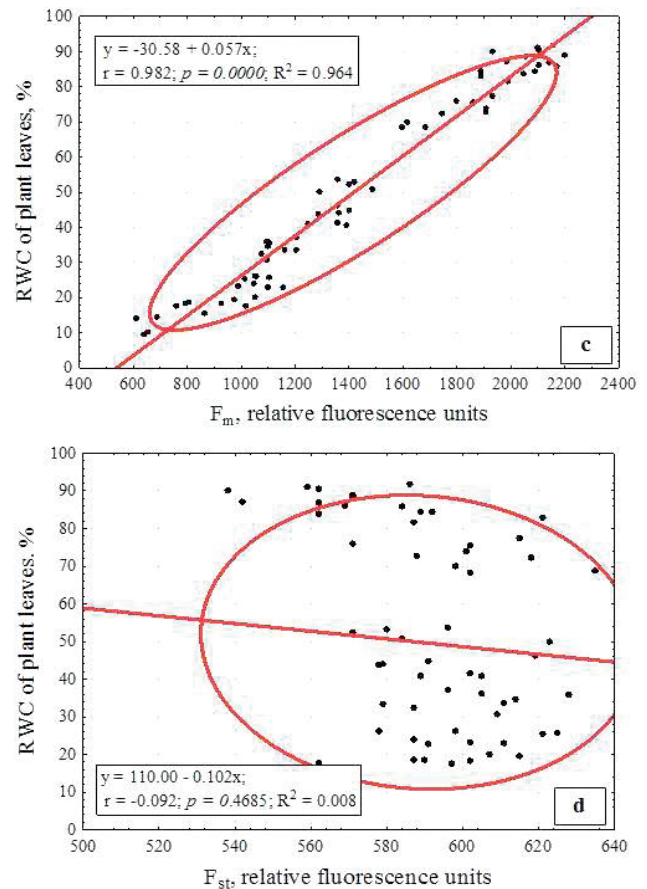 y = -30.58 + 0.057x;
r = 0.982; p = 0.0000; R² = 0.964
RWC of plant leaves, %
100
90
80
70
60
50
40
30
20
10
0
c
400 600 800 1000 1200 1400 1600 1800 2000 2200 2400
Fm, relative fluorescence units
RWC of plant leaves. %
100
90
80
70
60
50
40
30
20
10
0
y = 110.00 - 0.102x;
r = -0.092; p = 0.4685; R² = 0.008
d
500 520 540 560 580 600 620 640
Fst, relative fluorescence units